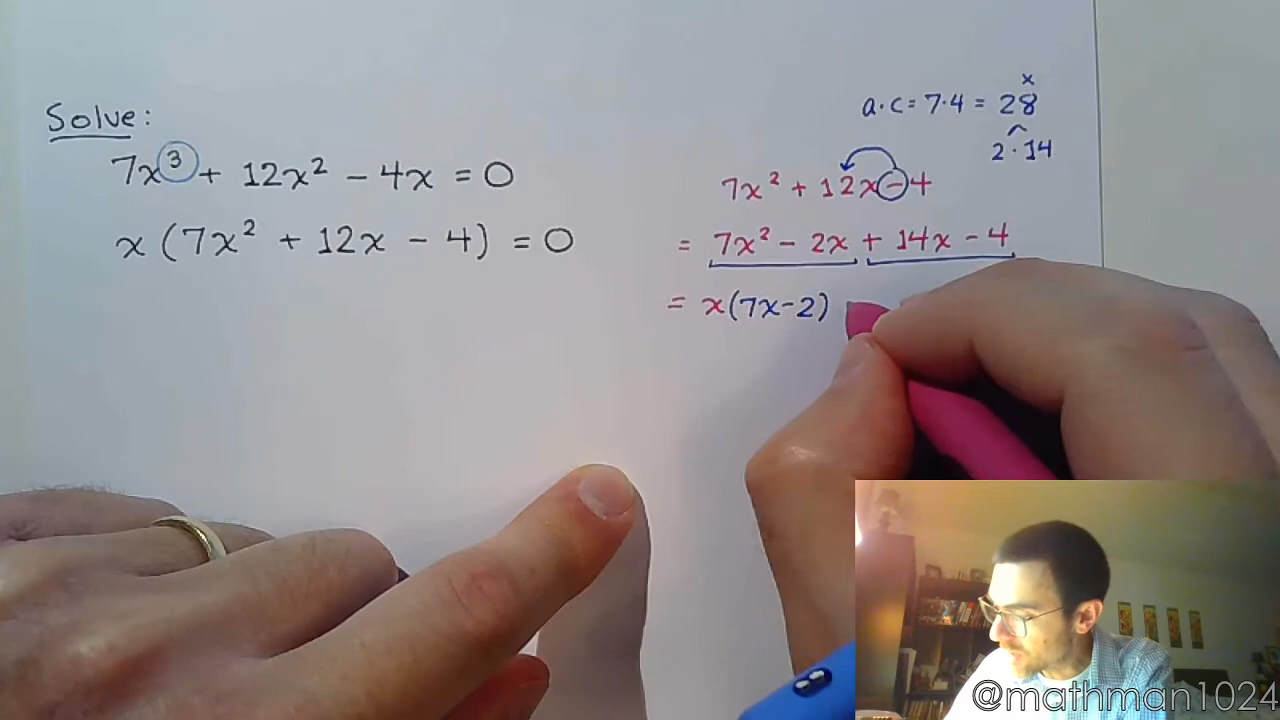 Solve:
7x³ + 12x² - 4x = 0
x (7x² + 12x - 4) = 0
x
a·c = 7·4 = 28
2·14
7x² + 12x - 4
= 7x² - 2x + 14x - 4
= x(7x-2)
@mathman1024